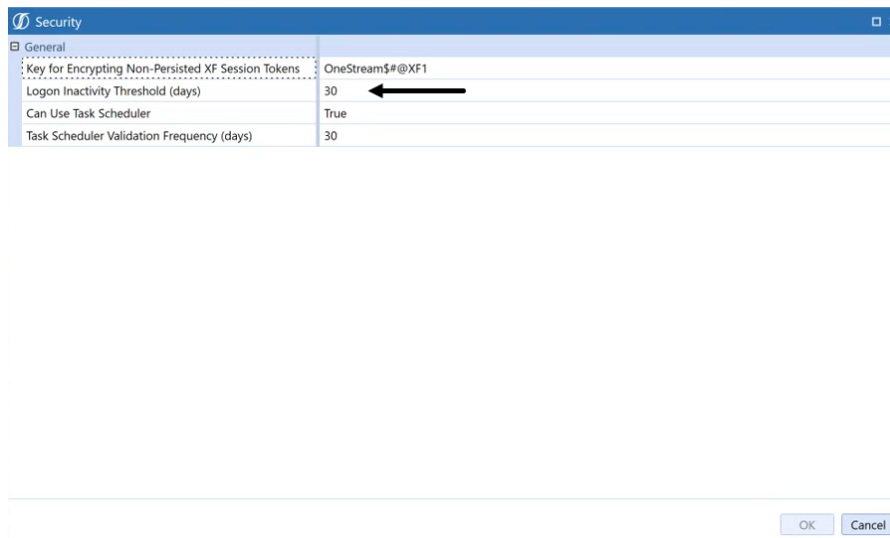 Security
General
Key for Encrypting Non-Persisted XF Session Tokens OneStream$#@XF1
Logon Inactivity Threshold (days) 30
Can Use Task Scheduler True
Task Scheduler Validation Frequency (days) 30
OK Cancel